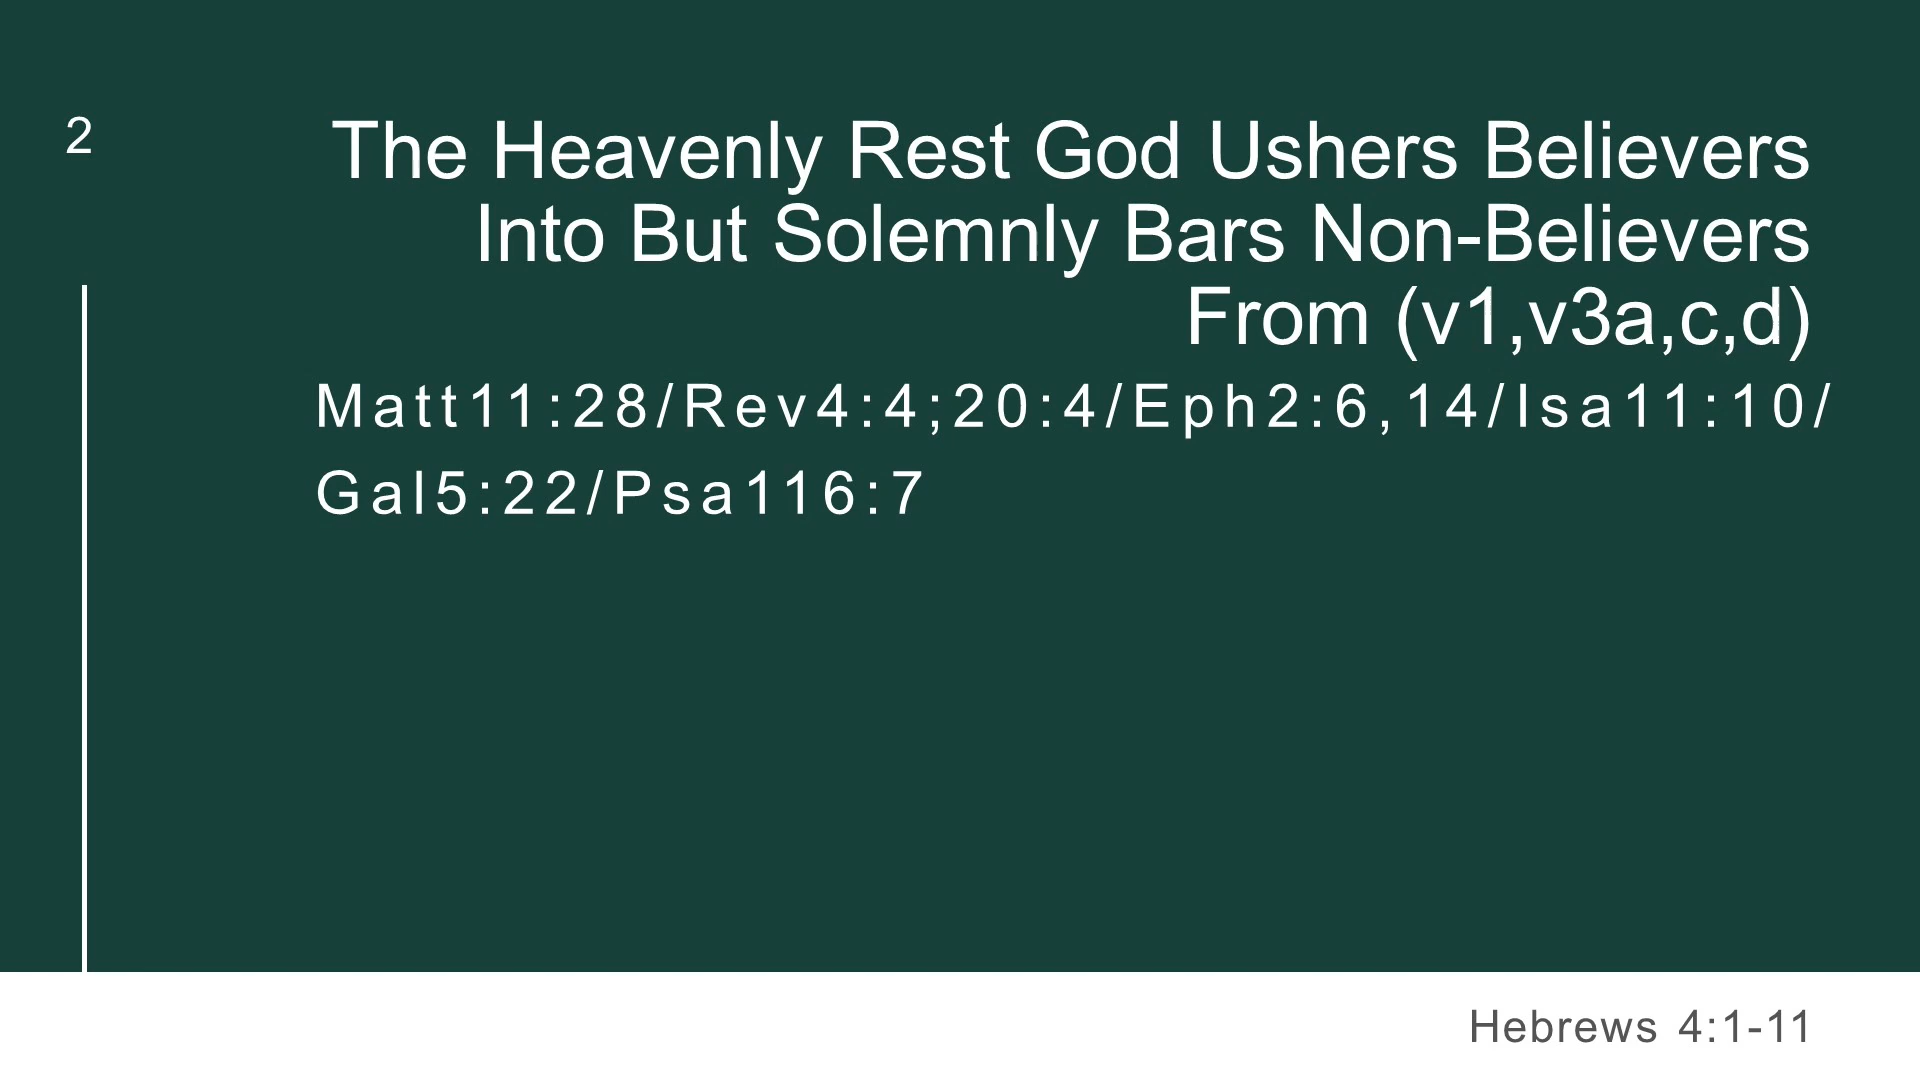 2
The Heavenly Rest God Ushers Believers
Into But Solemnly Bars Non-Believers
From (v1,v3a,c,d)
Matt11:28/Rev4:4;20:4/Eph2:6,14/Isa11:10/
Gal5:22/Psa116:7
Hebrews 4:1-11